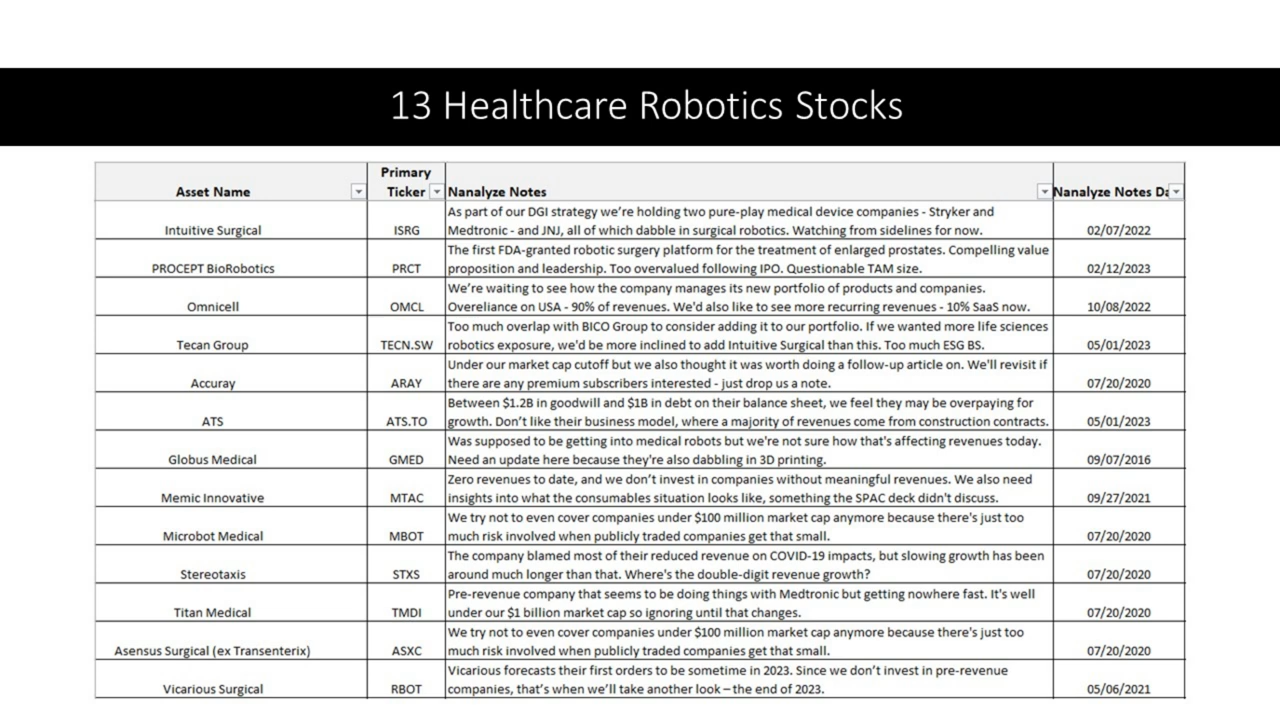 13 Healthcare Robotics Stocks
Primary
Asset Name Ticker Nanalyze Notes Nanalyze Notes Da
As part of our DGI strategy we're holding two pure-play medical device companies - Stryker and
Intuitive Surgical ISRG Medtronic - and JNJ, all of which dabble in surgical robotics. Watching from sidelines for now. 02/07/2022
The first FDA-granted robotic surgery platform for the treatment of enlarged prostates. Compelling value
PROCEPT BioRobotics PRCT proposition and leadership. Too overvalued following IPO. Questionable TAM size. 02/12/2023
We're waiting to see how the company manages its new portfolio of products and companies.
Omnicell OMCL Overeliance on USA - 90% of revenues. We'd also like to see more recurring revenues - 10% SaaS now. 10/08/2022
Too much overlap with BICO Group to consider adding it to our portfolio. If we wanted more life sciences
Tecan Group TECN.SW robotics exposure, we'd be more inclined to add Intuitive Surgical than this. Too much ESG BS. 05/01/2023
Under our market cap cutoff but we also thought it was worth doing a follow-up article on. We'll revisit if
Accuray ARAY there are any premium subscribers interested - just drop us a note. 07/20/2020
Between $1.2B in goodwill and $1B in debt on their balance sheet, we feel they may be overpaying for
ATS ATS.TO growth. Don't like their business model, where a majority of revenues come from construction contracts. 05/01/2023
Was supposed to be getting into medical robots but we're not sure how that's affecting revenues today.
Globus Medical GMED Need an update here because they're also dabbling in 3D printing. 09/07/2016
Zero revenues to date, and we don't invest in companies without meaningful revenues. We also need
Memic Innovative MTAC insights into what the consumables situation looks like, something the SPAC deck didn't discuss. 09/27/2021
We try not to even cover companies under $100 million market cap anymore because there's just too
Microbot Medical MBOT much risk involved when publicly traded companies get that small. 07/20/2020
The company blamed most of their reduced revenue on COVID-19 impacts, but slowing growth has been
Stereotaxis STXS around much longer than that. Where's the double-digit revenue growth? 07/20/2020
Pre-revenue company that seems to be doing things with Medtronic but getting nowhere fast. It's well
Titan Medical TMDI under our $1 billion market cap so ignoring until that changes. 07/20/2020
We try not to even cover companies under $100 million market cap anymore because there's just too
Asensus Surgical (ex Transenterix) ASXC much risk involved when publicly traded companies get that small. 07/20/2020
Vicarious forecasts their first orders to be sometime in 2023. Since we don't invest in pre-revenue
Vicarious Surgical RBOT companies, that's when we'll take another look – the end of 2023. 05/06/2021